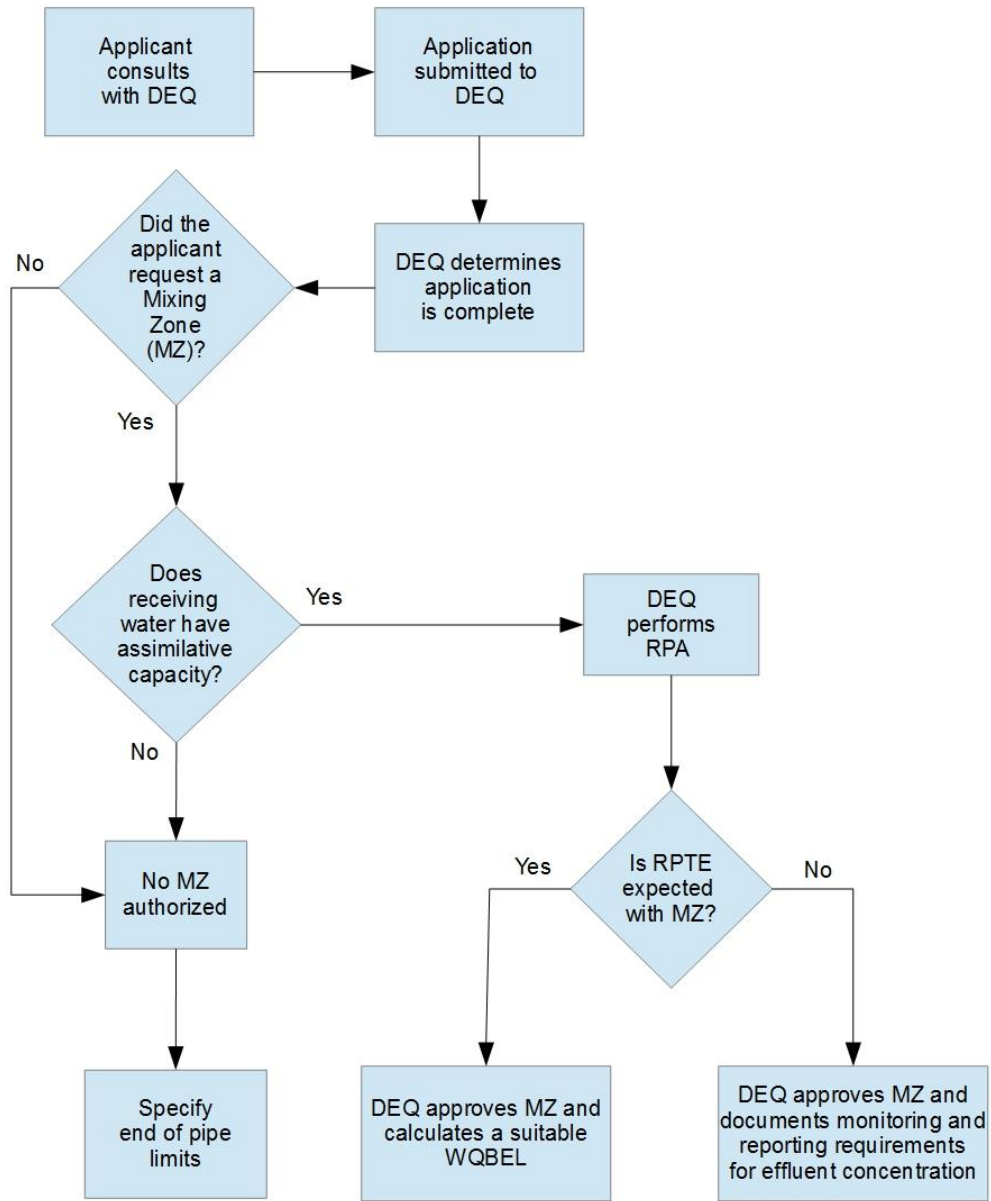 Applicant
consults
with DEQ
Application
submitted to
DEQ
Did the
applicant
request a
Mixing
Zone
(MZ)?
No
DEQ determines
application
is complete
Yes
Does
receiving
water have
assimilative
capacity?
Yes
DEQ
performs
RPA
No
No MZ
authorized
Yes
Is RPTE
expected
with MZ?
No
Specify
end of pipe
limits
DEQ approves MZ and
calculates a suitable
WQBEL
DEQ approves MZ and
documents monitoring and
reporting requirements
for effluent concentration